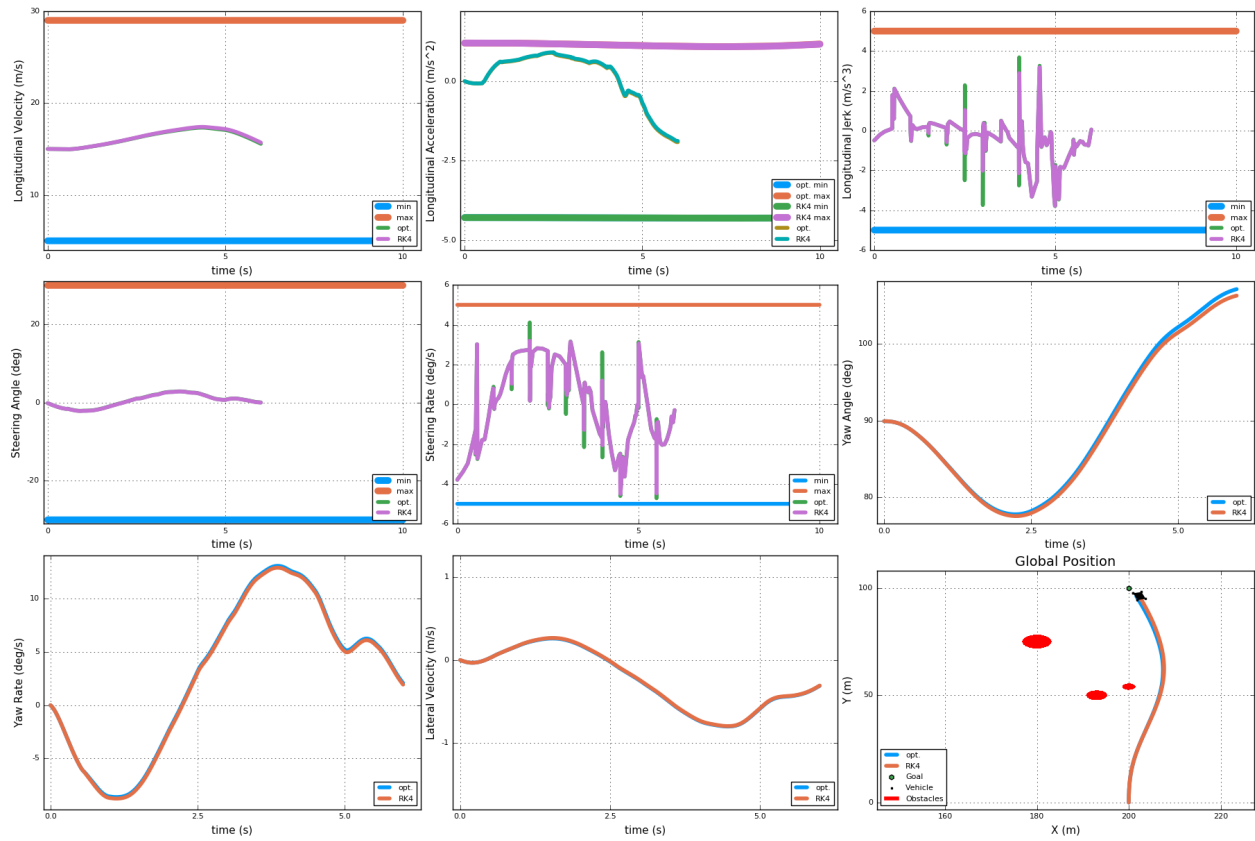 30
20
10
0
5
10
Longitudinal Velocity (m/s)
time (s)
min
max
opt.
RK4
0.0
-2.5
-5.0
0
5
10
Longitudinal Acceleration (m/s^2)
time (s)
opt. min
opt. max
RK4 min
RK4 max
opt.
RK4
6
4
2
0
-2
-4
-6
0
5
10
Longitudinal Jerk (m/s^3)
time (s)
min
max
opt.
RK4
20
0
-20
0
5
10
Steering Angle (deg)
time (s)
min
max
opt.
RK4
6
4
2
0
-2
-4
-6
0
5
10
Steering Rate (deg/s)
time (s)
min
max
opt.
RK4
100
90
80
0.0
2.5
5.0
Yaw Angle (deg)
time (s)
opt.
RK4
10
5
0
-5
0.0
5.0
Yaw Rate (deg/s)
time (s)
opt.
RK4
1
0
-1
0.0
5.0
Lateral Velocity (m/s)
time (s)
opt.
RK4
Global Position
100
50
0
160
180
200
220
Y (m)
X (m)
opt.
RK4
Goal
Vehicle
Obstacles